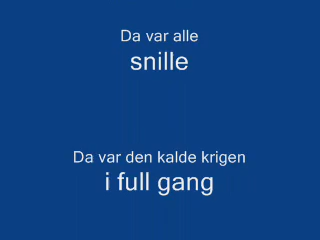 Da var alle
snille
Da var den kalde krigen
i full gang